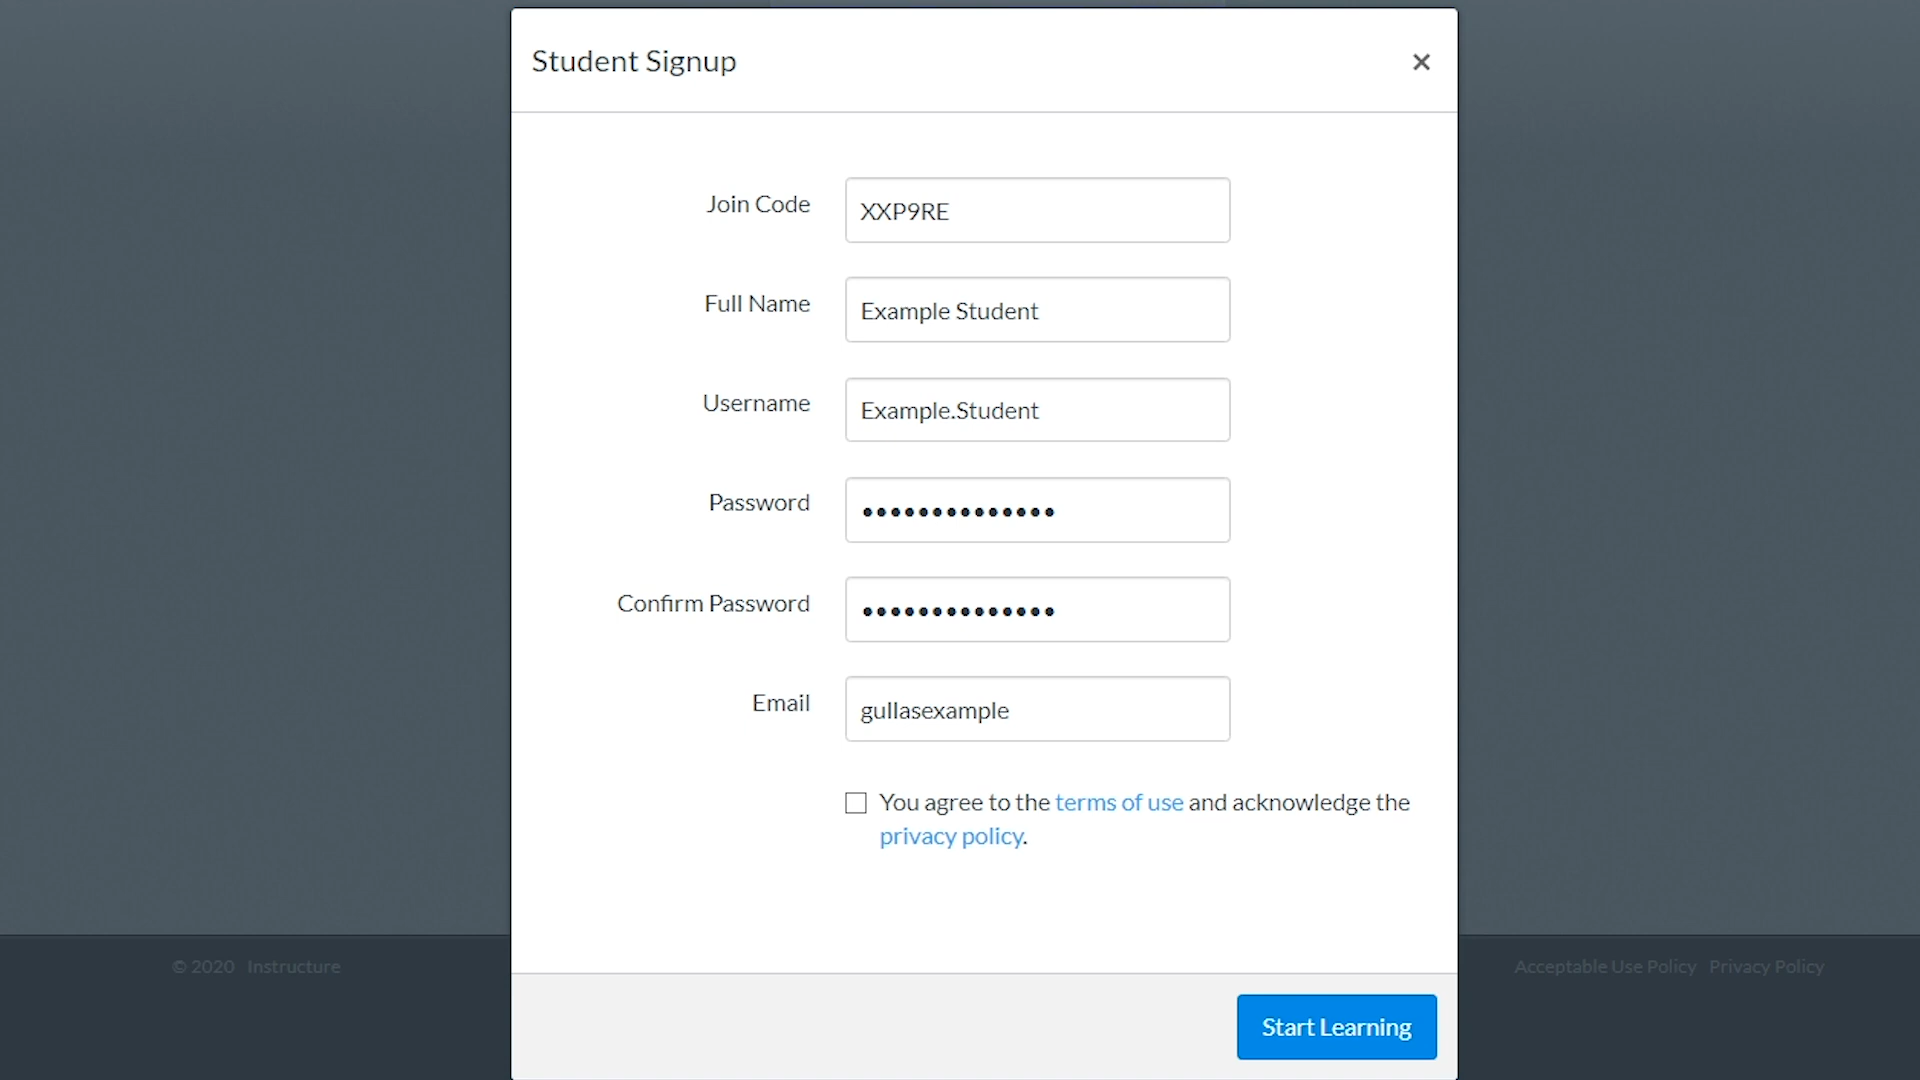 Student Signup ×
Join Code XXP9RE
Full Name Example Student
Username Example.Student
Password ••••••••••••••
Confirm Password ••••••••••••••
Email gullasexample
You agree to the terms of use and acknowledge the
privacy policy.
© 2020 Instructure
Acceptable Use Policy Privacy Policy
Start Learning